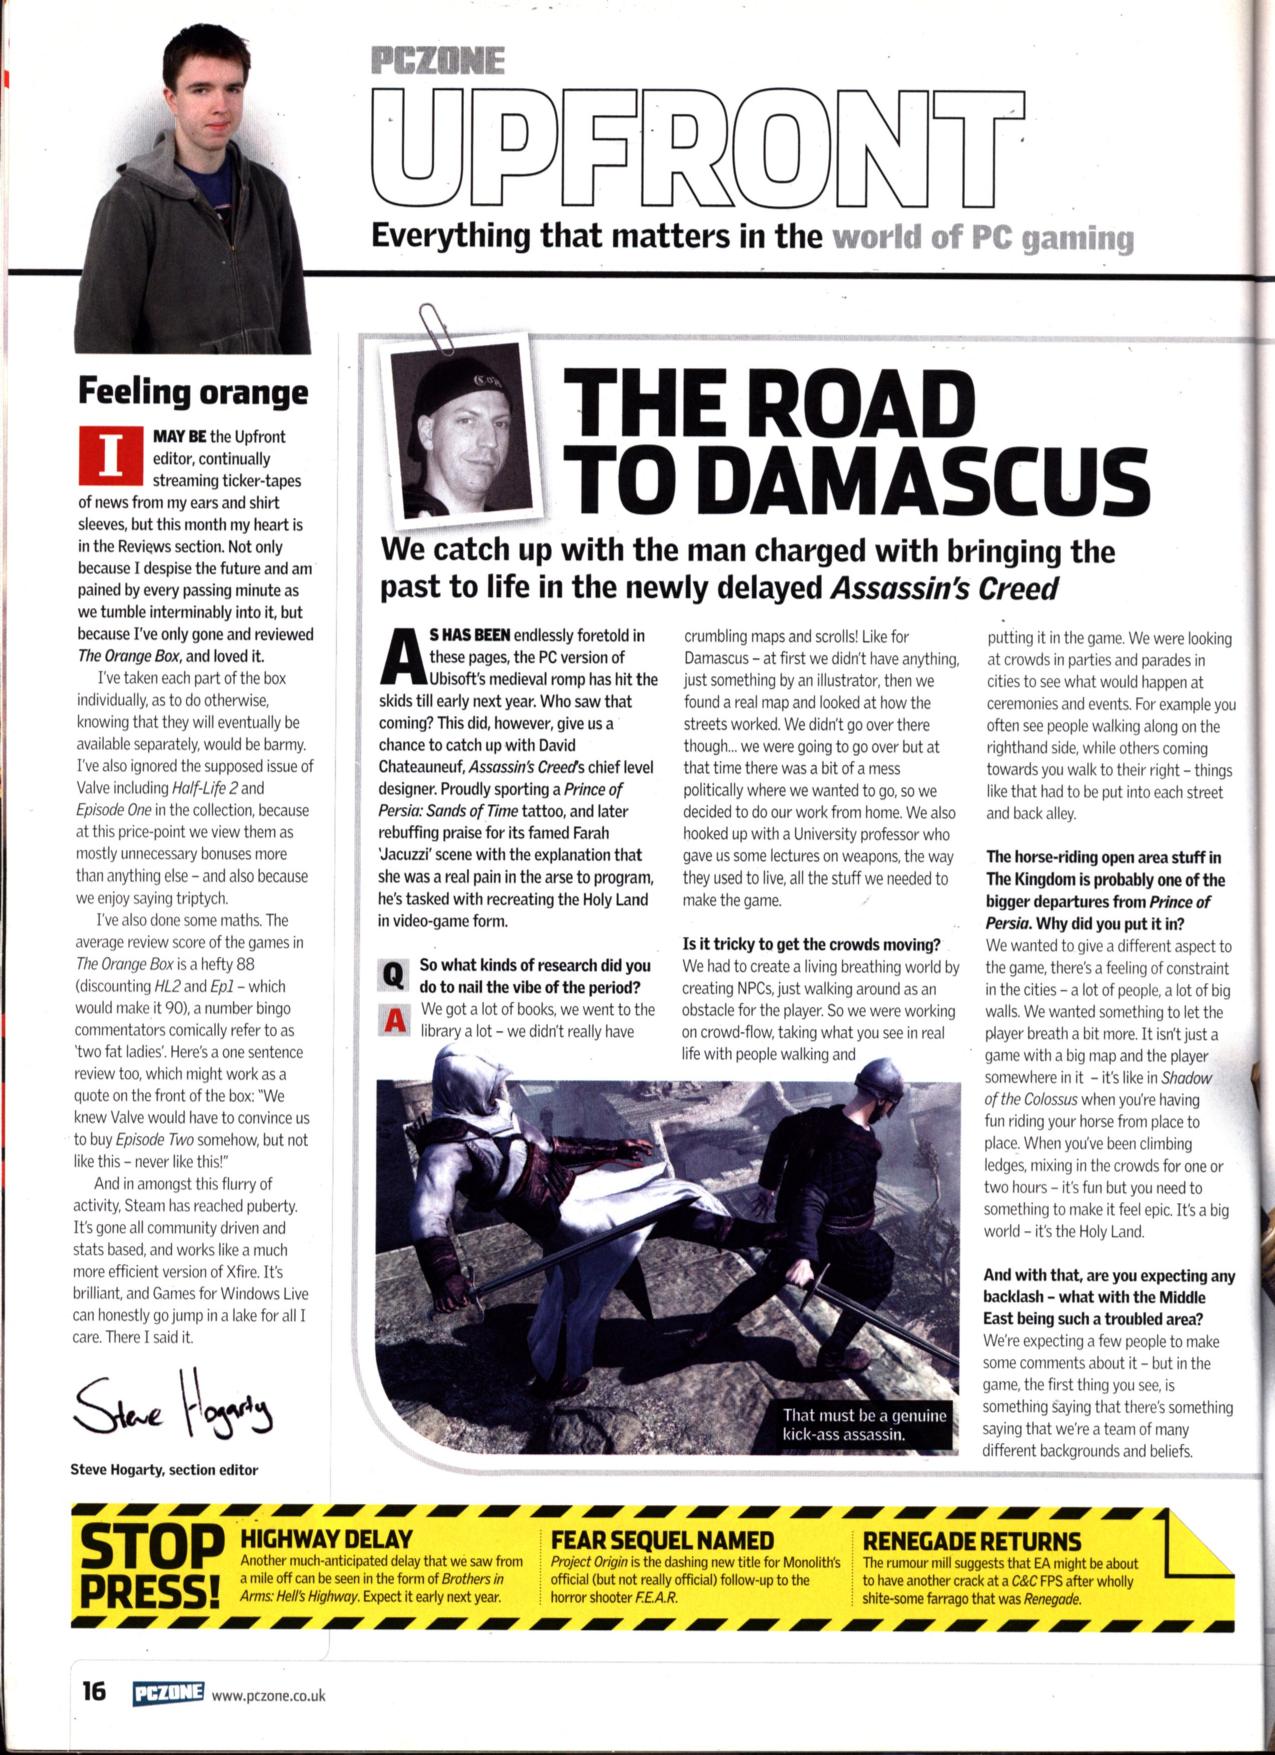 PCZONE
UPFRONT
Everything that matters in the world of PC gaming
Feeling orange
I MAY BE the Upfront
editor, continually
streaming ticker-tapes
of news from my ears and shirt
sleeves, but this month my heart is
in the Reviews section. Not only
because I despise the future and am
pained by every passing minute as
we tumble interminably into it, but
because I've only gone and reviewed
The Orange Box, and loved it.
I've taken each part of the box
individually, as to do otherwise,
knowing that they will eventually be
available separately, would be barmy.
I've also ignored the supposed issue of
Valve including Half-Life 2 and
Episode One in the collection, because
at this price-point we view them as
mostly unnecessary bonuses more
than anything else – and also because
we enjoy saying triptych.
I've also done some maths. The
average review score of the games in
The Orange Box is a hefty 88
(discounting HL2 and Ep1 – which
would make it 90), a number bingo
commentators comically refer to as
'two fat ladies'. Here's a one sentence
review too, which might work as a
quote on the front of the box: "We
knew Valve would have to convince us
to buy Episode Two somehow, but not
like this – never like this!"
And in amongst this flurry of
activity, Steam has reached puberty.
It's gone all community driven and
stats based, and works like a much
more efficient version of Xfire. It's
brilliant, and Games for Windows Live
can honestly go jump in a lake for all I
care. There I said it.
Steve Hogarty
Steve Hogarty, section editor
THE ROAD
TO DAMASCUS
We catch up with the man charged with bringing the
past to life in the newly delayed Assassin's Creed
AS HAS BEEN endlessly foretold in
these pages, the PC version of
Ubisoft's medieval romp has hit the
skids till early next year. Who saw that
coming? This did, however, give us a
chance to catch up with David
Chateauneuf, Assassin's Creed's chief level
designer. Proudly sporting a Prince of
Persia: Sands of Time tattoo, and later
rebuffing praise for its famed Farah
'Jacuzzi' scene with the explanation that
she was a real pain in the arse to program,
he's tasked with recreating the Holy Land
in video-game form.
Q So what kinds of research did you
do to nail the vibe of the period?
A We got a lot of books, we went to the
library a lot – we didn't really have
crumbling maps and scrolls! Like for
Damascus – at first we didn't have anything,
just something by an illustrator, then we
found a real map and looked at how the
streets worked. We didn't go over there
though... we were going to go over but at
that time there was a bit of a mess
politically where we wanted to go, so we
decided to do our work from home. We also
hooked up with a University professor who
gave us some lectures on weapons, the way
they used to live, all the stuff we needed to
make the game.
Is it tricky to get the crowds moving?
We had to create a living breathing world by
creating NPCs, just walking around as an
obstacle for the player. So we were working
on crowd-flow, taking what you see in real
life with people walking and
putting it in the game. We were looking
at crowds in parties and parades in
cities to see what would happen at
ceremonies and events. For example you
often see people walking along on the
righthand side, while others coming
towards you walk to their right – things
like that had to be put into each street
and back alley.
The horse-riding open area stuff in
The Kingdom is probably one of the
bigger departures from Prince of
Persia. Why did you put it in?
We wanted to give a different aspect to
the game, there's a feeling of constraint
in the cities – a lot of people, a lot of big
walls. We wanted something to let the
player breath a bit more. It isn't just a
game with a big map and the player
somewhere in it – it's like in Shadow
of the Colossus when you're having
fun riding your horse from place to
place. When you've been climbing
ledges, mixing in the crowds for one or
two hours – it's fun but you need to
something to make it feel epic. It's a big
world – it's the Holy Land.
And with that, are you expecting any
backlash – what with the Middle
East being such a troubled area?
We're expecting a few people to make
some comments about it – but in the
game, the first thing you see, is
something saying that there's something
saying that we're a team of many
different backgrounds and beliefs.
That must be a genuine
kick-ass assassin.
STOP
PRESS!
HIGHWAY DELAY
Another much-anticipated delay that we saw from
a mile off can be seen in the form of Brothers in
Arms: Hell's Highway. Expect it early next year.
FEAR SEQUEL NAMED
Project Origin is the dashing new title for Monolith's
official (but not really official) follow-up to the
horror shooter F.E.A.R.
RENEGADE RETURNS
The rumour mill suggests that EA might be about
to have another crack at a C&C FPS after wholly
shite-some farrago that was Renegade.
16 PCZONE www.pczone.co.uk